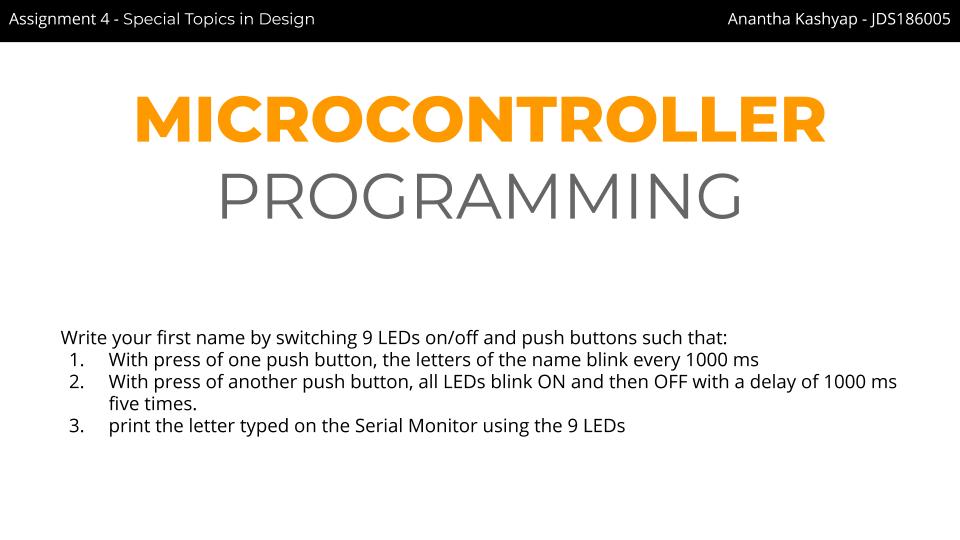 Assignment 4 - Special Topics in Design
Anantha Kashyap - JDS186005
MICROCONTROLLER
PROGRAMMING
Write your first name by switching 9 LEDs on/off and push buttons such that:
1. With press of one push button, the letters of the name blink every 1000 ms
2. With press of another push button, all LEDs blink ON and then OFF with a delay of 1000 ms
five times.
3. print the letter typed on the Serial Monitor using the 9 LEDs